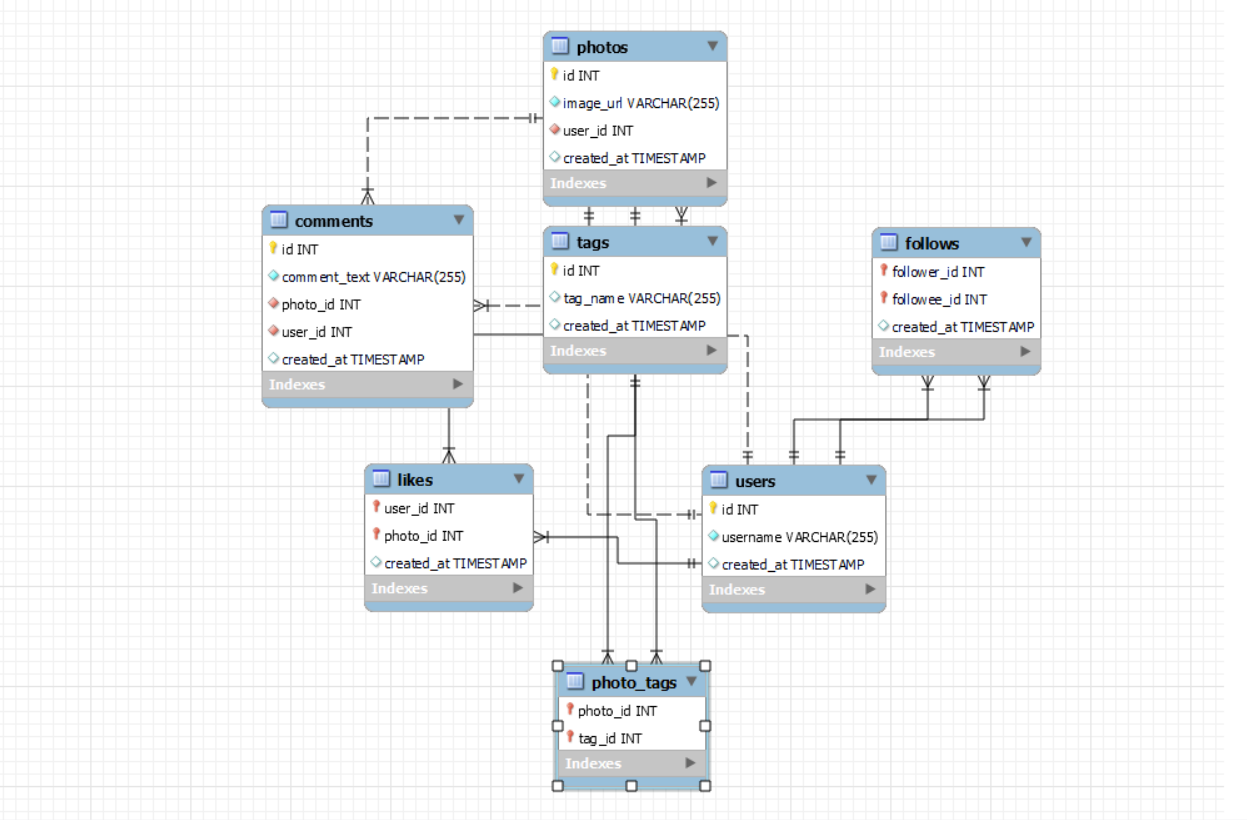 photos
id INT
image_url VARCHAR(255)
user_id INT
created_at TIMESTAMP
Indexes
comments
id INT
comment_text VARCHAR(255)
photo_id INT
user_id INT
created_at TIMESTAMP
Indexes
tags
id INT
tag_name VARCHAR(255)
created_at TIMESTAMP
Indexes
follows
follower_id INT
followee_id INT
created_at TIMESTAMP
Indexes
likes
user_id INT
photo_id INT
created_at TIMESTAMP
Indexes
users
id INT
username VARCHAR(255)
created_at TIMESTAMP
Indexes
photo_tags
photo_id INT
tag_id INT
Indexes